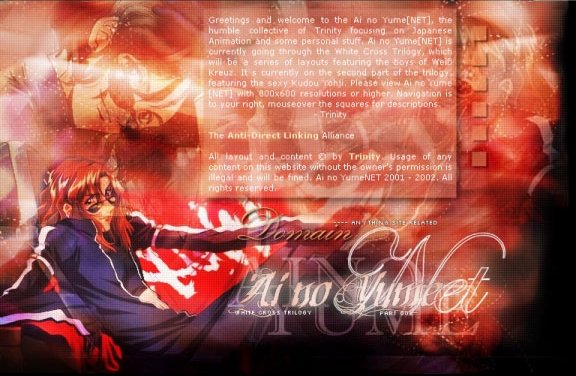 Greetings and welcome to the Ai no Yume[NET], the
humble collective of Trinity focusing on Japanese
Animation and some personal stuff. Ai no Yume[NET] is
currently going through the White Cross Trilogy, which
will be a series of layouts featuring the boys of Weiß
Kreuz. It's currently on the second part of the trilogy,
featuring the sexy Kudou Yohji. Please view Ai no Yume
[NET] with 800x600 resolutions or higher. Navigation is
to your right, mouseover the squares for descriptions.
- Trinity
The Anti-Direct Linking Alliance
All layout and content © by Trinity. Usage of any
content on this website without the owner's permission is
illegal and will be fined. Ai no YumeNET 2001 - 2002. All
rights reserved.
---- ANYTHING SITE RELATED
Domain
Net
Ai no Yume
WHITE CROSS TRILOGY
YUME